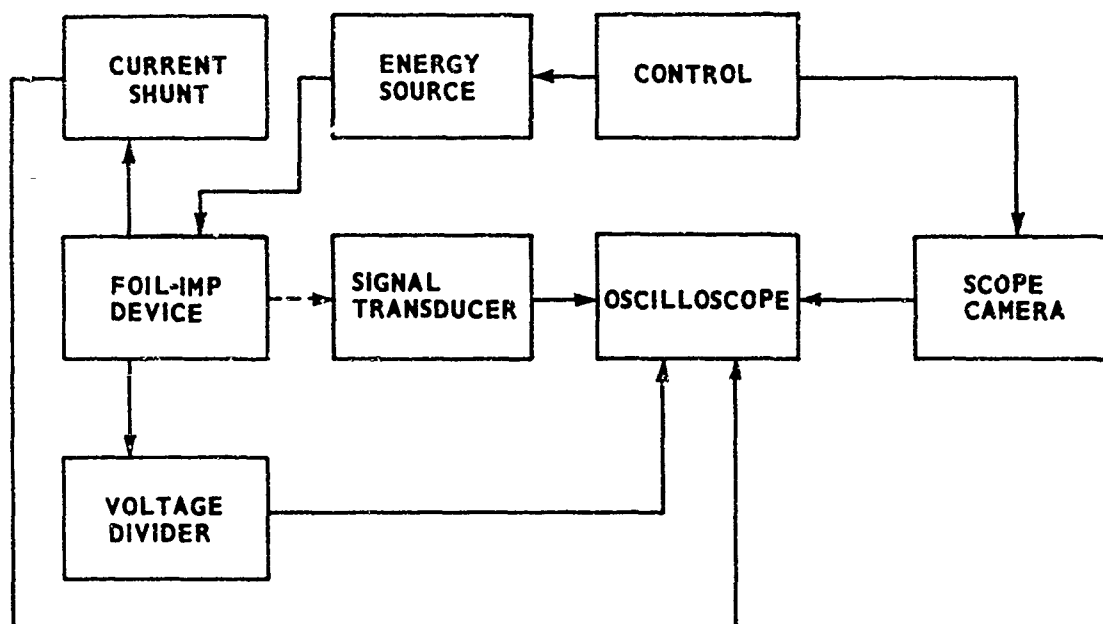 CURRENT
SHUNT
ENERGY
SOURCE
CONTROL
FOIL-IMP
DEVICE
SIGNAL
TRANSDUCER
OSCILLOSCOPE
SCOPE
CAMERA
VOLTAGE
DIVIDER